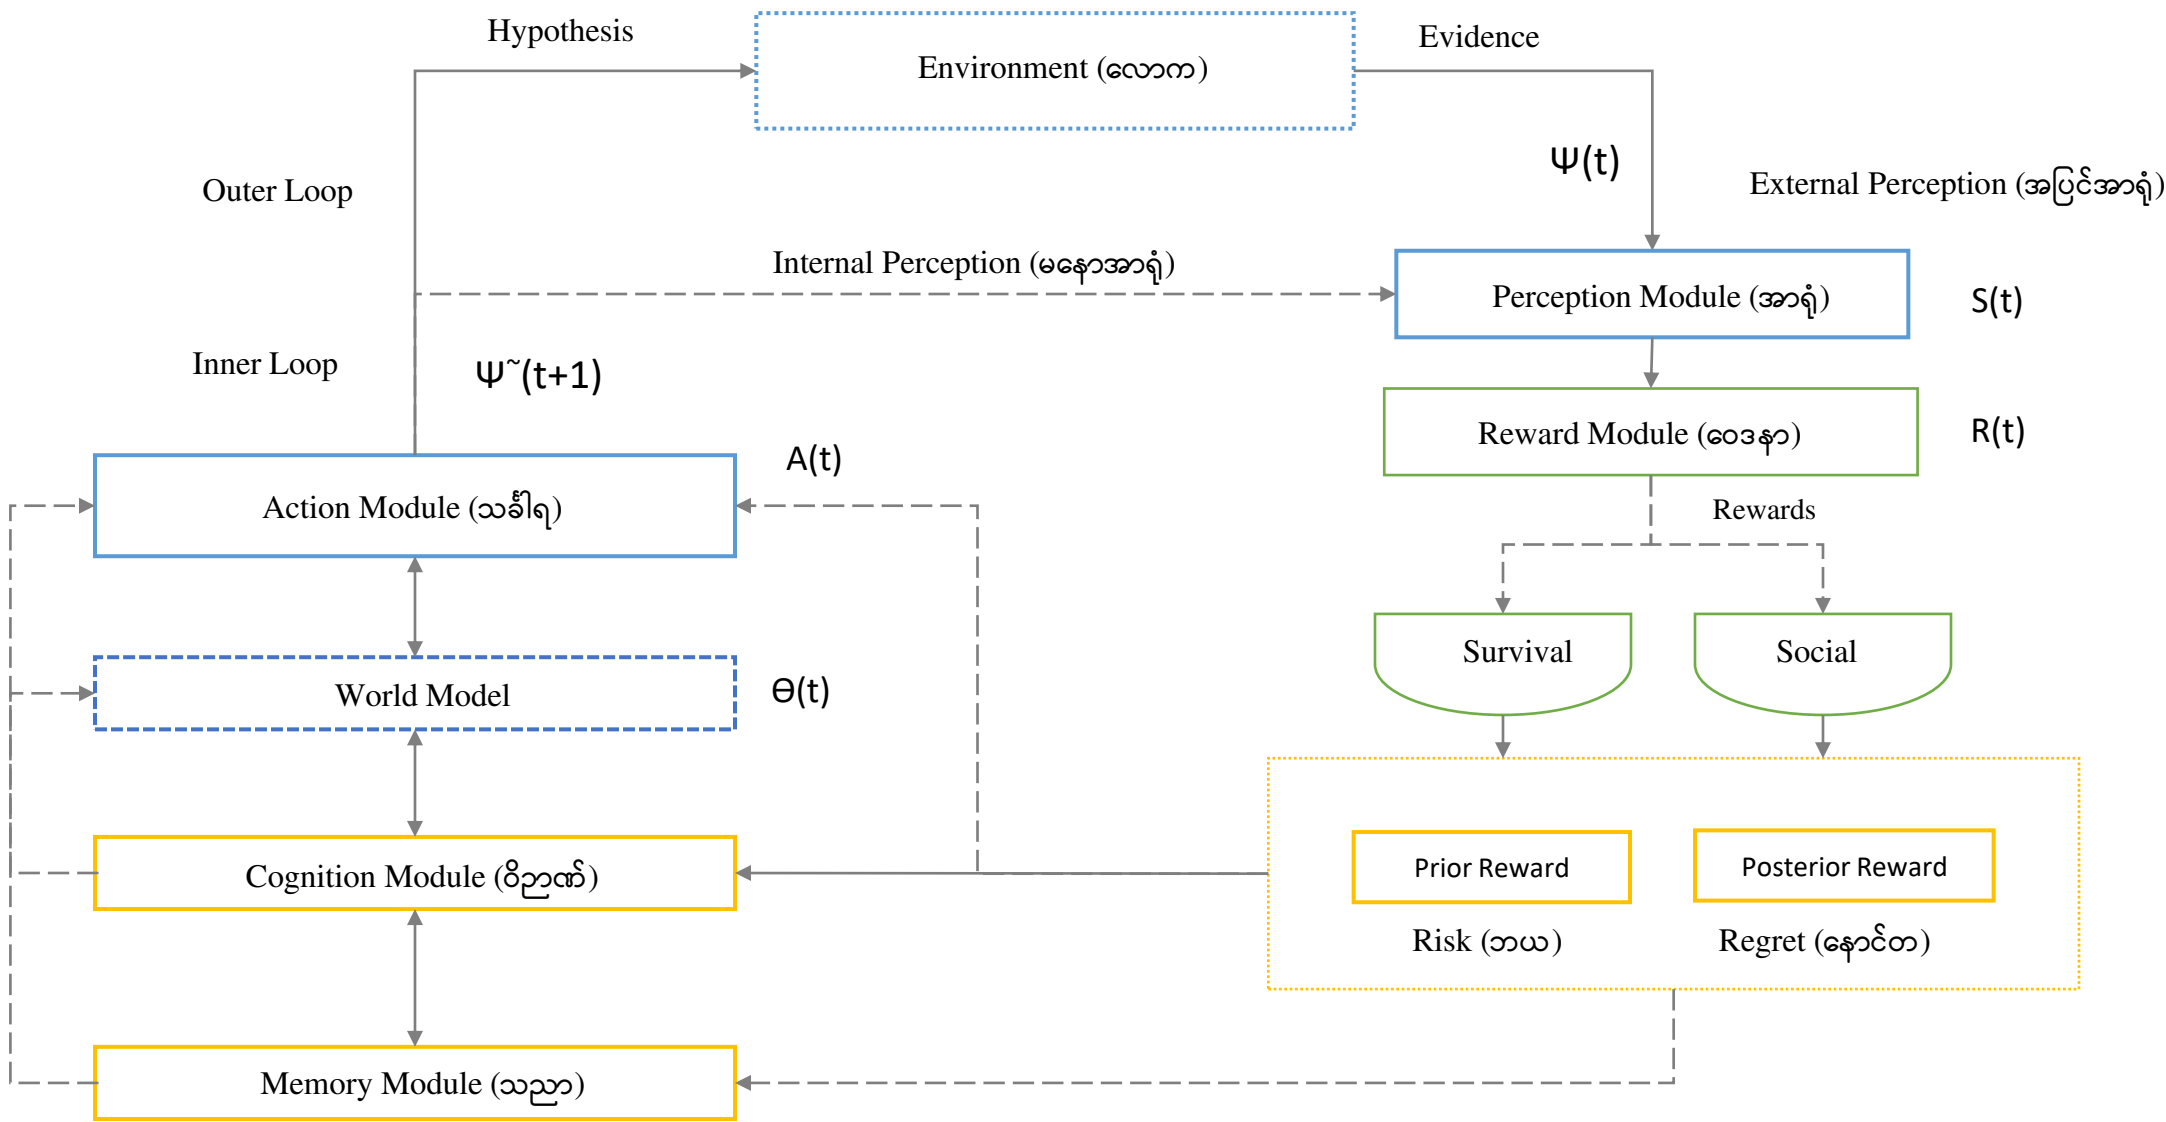 Hypothesis
Environment (လောက)
Evidence
Ψ(t)
Outer Loop
External Perception (အပြင်အာရုံ)
Internal Perception (မနောအာရုံ)
Perception Module (အာရုံ)
S(t)
Inner Loop
Ψ˜(t+1)
Reward Module (ဝေဒနာ)
R(t)
A(t)
Action Module (သင်္ခါရ)
Rewards
Survival
Social
World Model
Ɵ(t)
Cognition Module (ဝိညာဏ်)
Prior Reward
Posterior Reward
Risk (ဘယ)
Regret (နောင်တ)
Memory Module (သညာ)